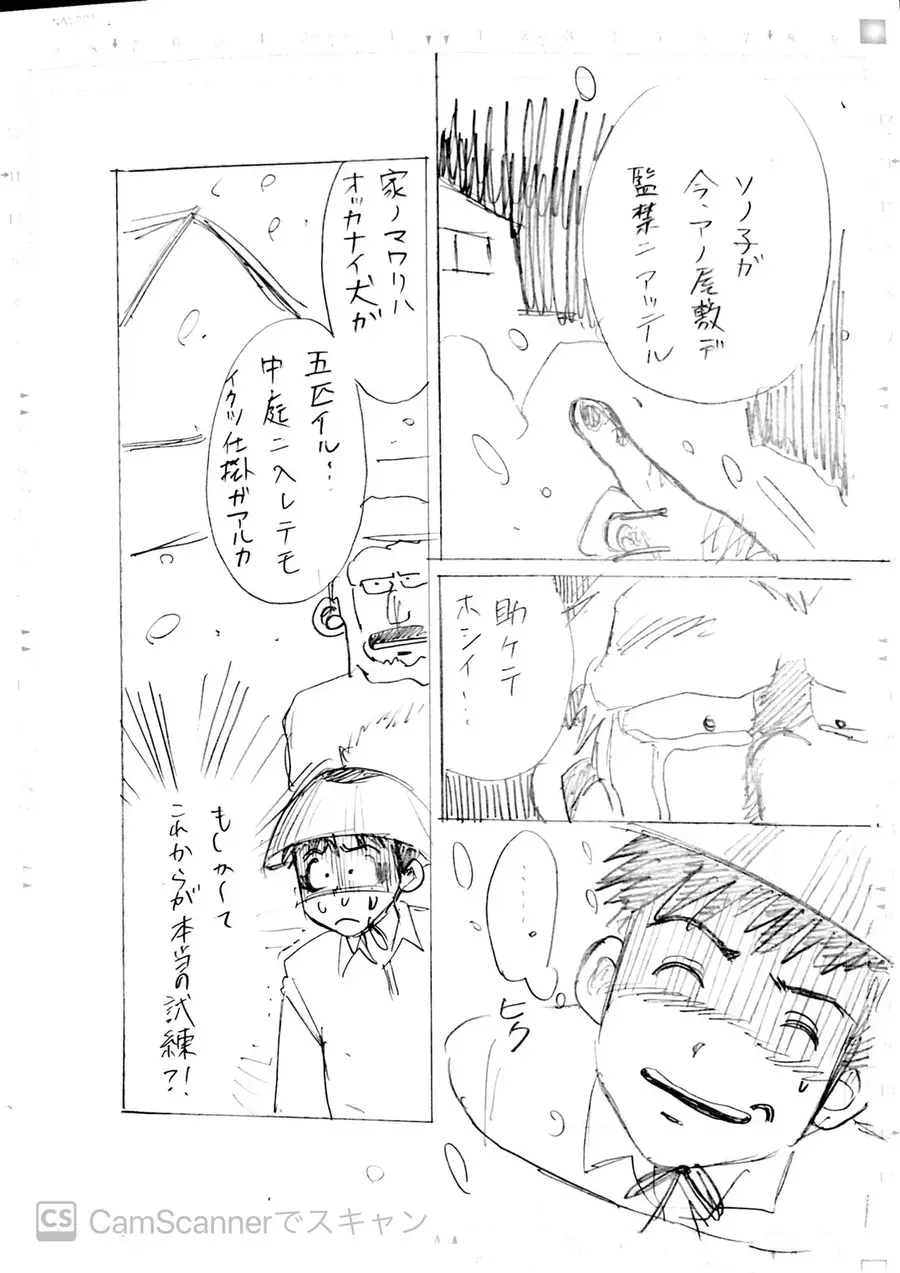 ソノ子が
今、アノ屋敷デ
監禁ニアッテル
助ケテ
ホシイ…
………
ヒク
家ノマワリハ
オッカナイ犬が
五匹イル…
中庭ニ入レテモ
イクツ仕掛ガアルカ
もしかして
これからが本当の試練?!
CS CamScannerでスキャン